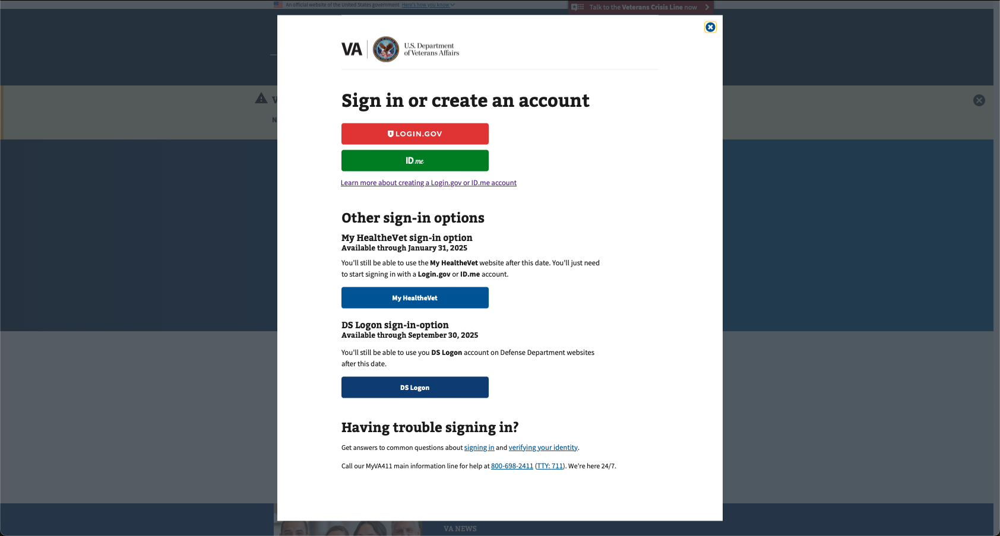 An official website of the United States government Here's how you know
Talk to the Veterans Crisis Line now
VA
U.S. Department
of Veterans Affairs
Sign in or create an account
LOGIN.GOV
ID.me
Learn more about creating a Login.gov or ID.me account
Other sign-in options
My HealtheVet sign-in option
Available through January 31, 2025
You'll still be able to use the My HealtheVet website after this date. You'll just need
to start signing in with a Login.gov or ID.me account.
My HealtheVet
DS Logon sign-in-option
Available through September 30, 2025
You'll still be able to use you DS Logon account on Defense Department websites
after this date.
DS Logon
Having trouble signing in?
Get answers to common questions about signing in and verifying your identity.
Call our MyVA411 main information line for help at 800-698-2411 (TTY: 711). We're here 24/7.
VA NEWS